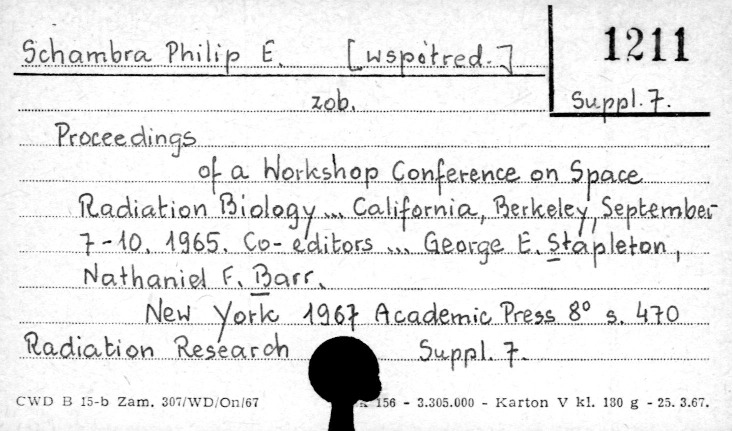 Schambra Philip E. [współred.] 1211
zob. Suppl. 7.
Proceedings
of a Workshop Conference on Space
Radiation Biology ... California, Berkeley, September
7-10. 1965. Co-editors ... George E. Stapleton,
Nathaniel F. Barr.
New York 1967 Academic Press 8° s. 470
Radiation Research Suppl. 7.
CWD B 15-b Zam. 307/WD/On/67 156 - 3.305.000 - Karton V kl. 180 g - 25. 3.67.